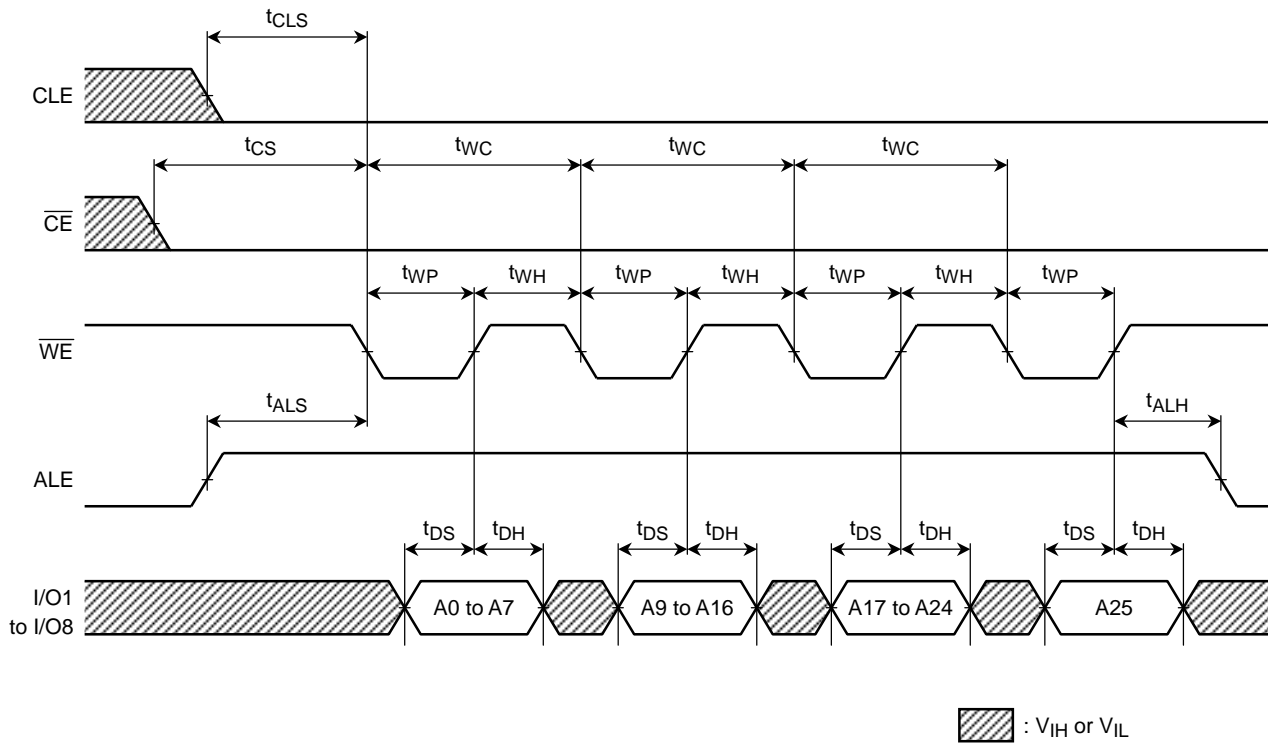 tCLS
CLE
tCS tWC tWC tWC
CE
tWP tWH tWP tWH tWP tWH tWP
WE
tALS tALH
ALE
tDS tDH tDS tDH tDS tDH tDS tDH
I/O1
to I/O8
A0 to A7 A9 to A16 A17 to A24 A25
: VIH or VIL